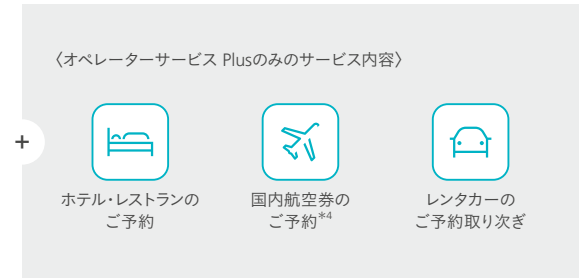 〈オペレーターサービス Plusのみのサービス内容〉
+
ホテル・レストランの
ご予約
国内航空券の
ご予約*4
レンタカーの
ご予約取り次ぎ